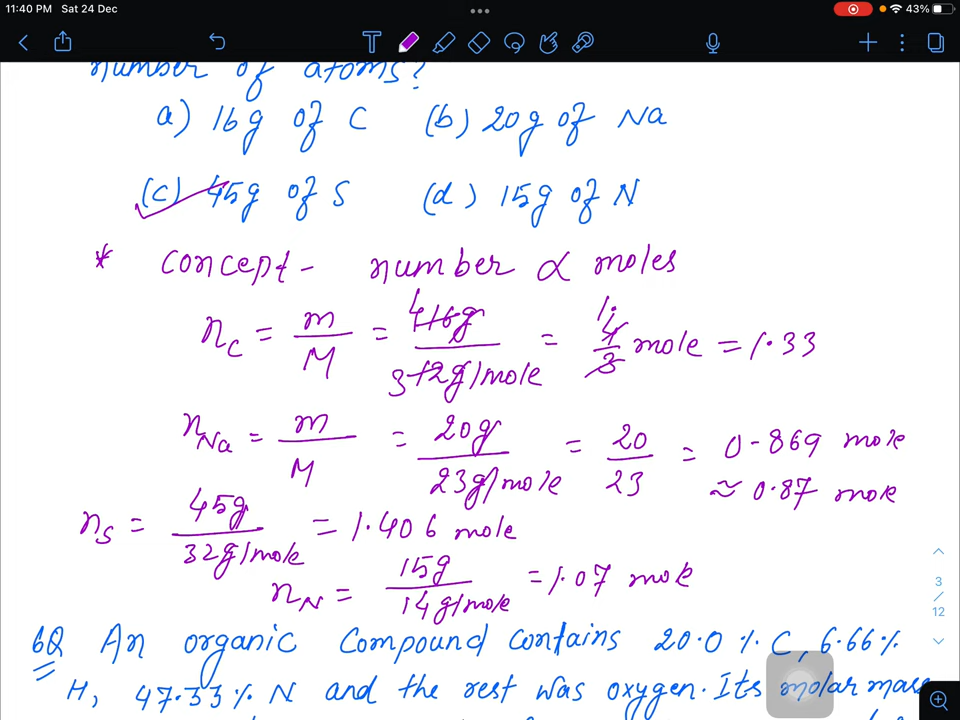 11:40 PM Sat 24 Dec 43%
number of atoms?
a) 16g of C (b) 20g of Na
(c) 45g of S (d) 15g of N
* concept - number ∝ moles
n_C = m/M = 16g/12g/mole = 4/3 mole = 1.33
n_Na = m/M = 20g/23g/mole = 20/23 = 0.869 mole
≈ 0.87 mole
n_S = 45g/32g/mole = 1.406 mole
n_N = 15g/14g/mole = 1.07 mole
3/12
6Q An organic compound contains 20.0 % C, 6.66 %
H, 47.33 % N and the rest was oxygen. Its molar mass